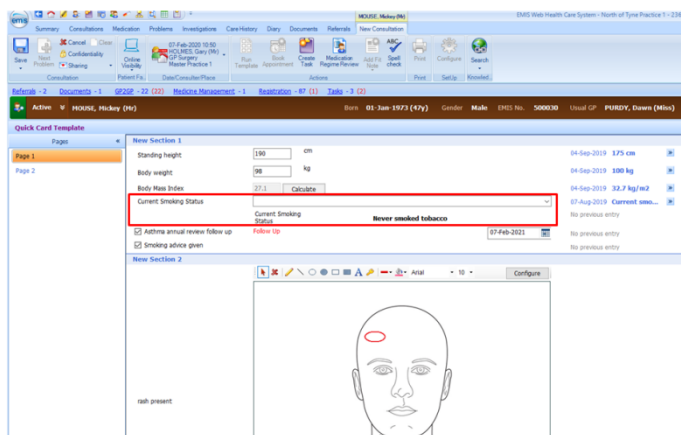 ems
MOUSE, Mickey (Mr)
EMIS Web Health Care System - North of Tyne Practice 1 - 236
Summary Consultations Medication Problems Investigations Care History Diary Documents Referrals New Consultation
Save
Next Problem
Cancel Close
Confidentiality
Sharing
Consultation
Online Visibility
Patient Fa..
07-Feb-2020 10:50
HOLMES, Gary (Mr)
GP Surgery
Master Practice 1
Date/Consulter/Place
Run Template
Book Appointment
Create Task
Medication Regime Review
Add Fit Note
Spell check
Actions
Print
Print
Configure
SetUp
Search
Knowled..
Referrals - 2 Documents - 1 GP2GP - 22 (22) Medicine Management - 1 Registration - 87 (1) Tasks - 3 (2)
Active MOUSE, Mickey (Mr) Born 01-Jan-1973 (47y) Gender Male EMIS No. 500030 Usual GP PURDY, Dawn (Miss)
Quick Card Template
Pages
Page 1
Page 2
New Section 1
Standing height 190 cm 04-Sep-2019 175 cm
Body weight 98 kg 04-Sep-2019 100 kg
Body Mass Index 27.1 Calculate 04-Sep-2019 32.7 kg/m2
Current Smoking Status 07-Aug-2019 Current smo...
Current Smoking Status Never smoked tobacco No previous entry
Asthma annual review follow up Follow Up 07-Feb-2021 No previous entry
Smoking advice given No previous entry
New Section 2
A Arial 10 Configure
rash present